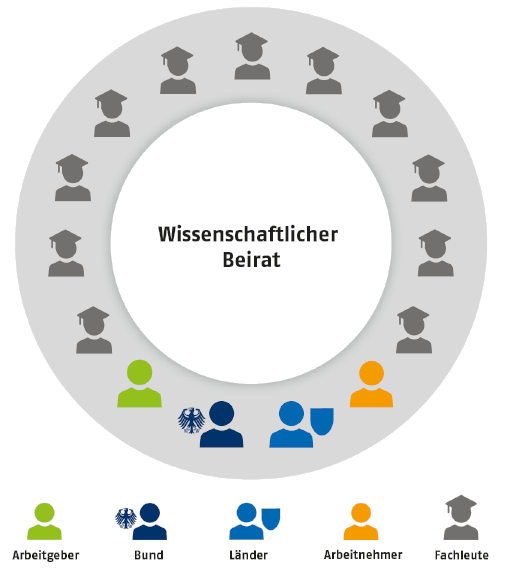 Wissenschaftlicher
Beirat
Arbeitgeber
Bund
Länder
Arbeitnehmer
Fachleute